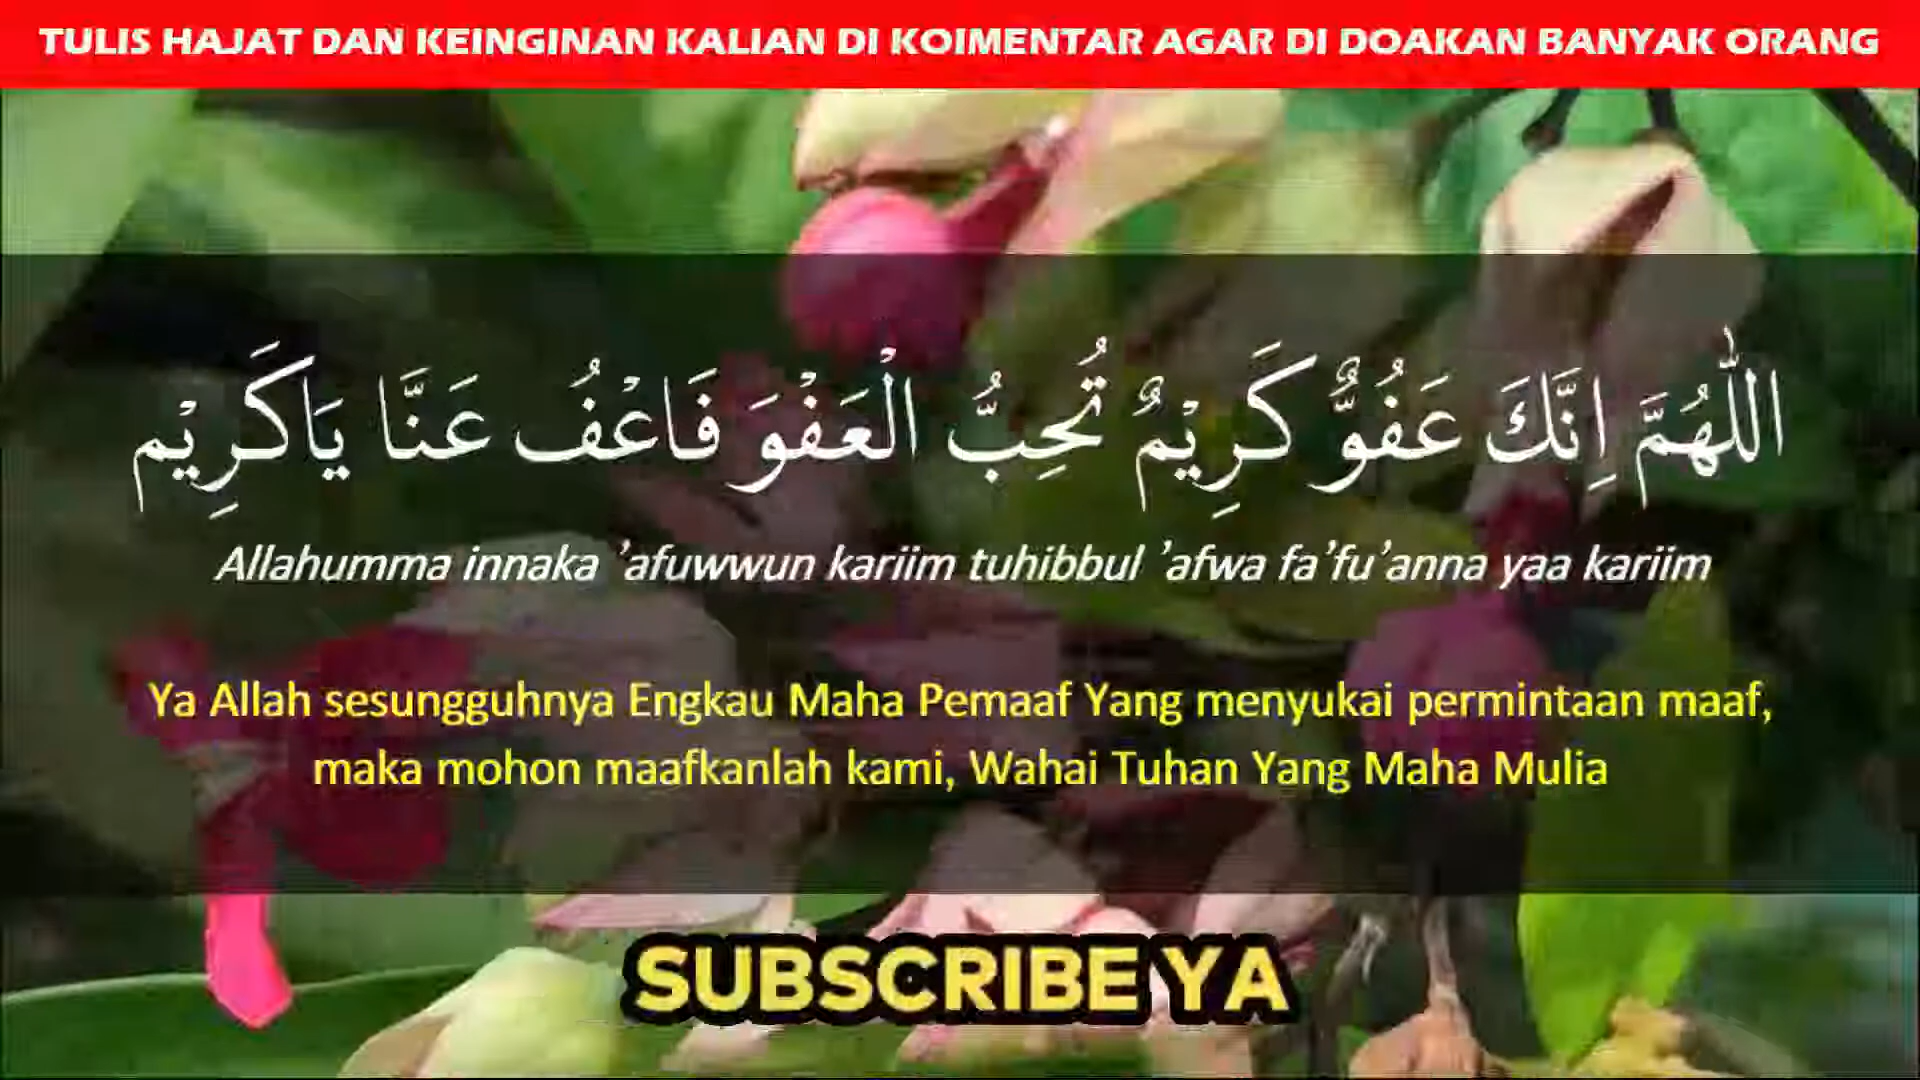 TULIS HAJAT DAN KEINGINAN KALIAN DI KOIMENTAR AGAR DI DOAKAN BANYAK ORANG
اللّٰهُمَّ اِنَّكَ عَفُوٌّ كَرِيْمٌ تُحِبُّ الْعَفْوَ فَاعْفُ عَنَّا يَاكَرِيْم
Allahumma innaka ’afuwwun kariim tuhibbul ’afwa fa’fu’anna yaa kariim
Ya Allah sesungguhnya Engkau Maha Pemaaf Yang menyukai permintaan maaf,
maka mohon maafkanlah kami, Wahai Tuhan Yang Maha Mulia
SUBSCRIBE YA